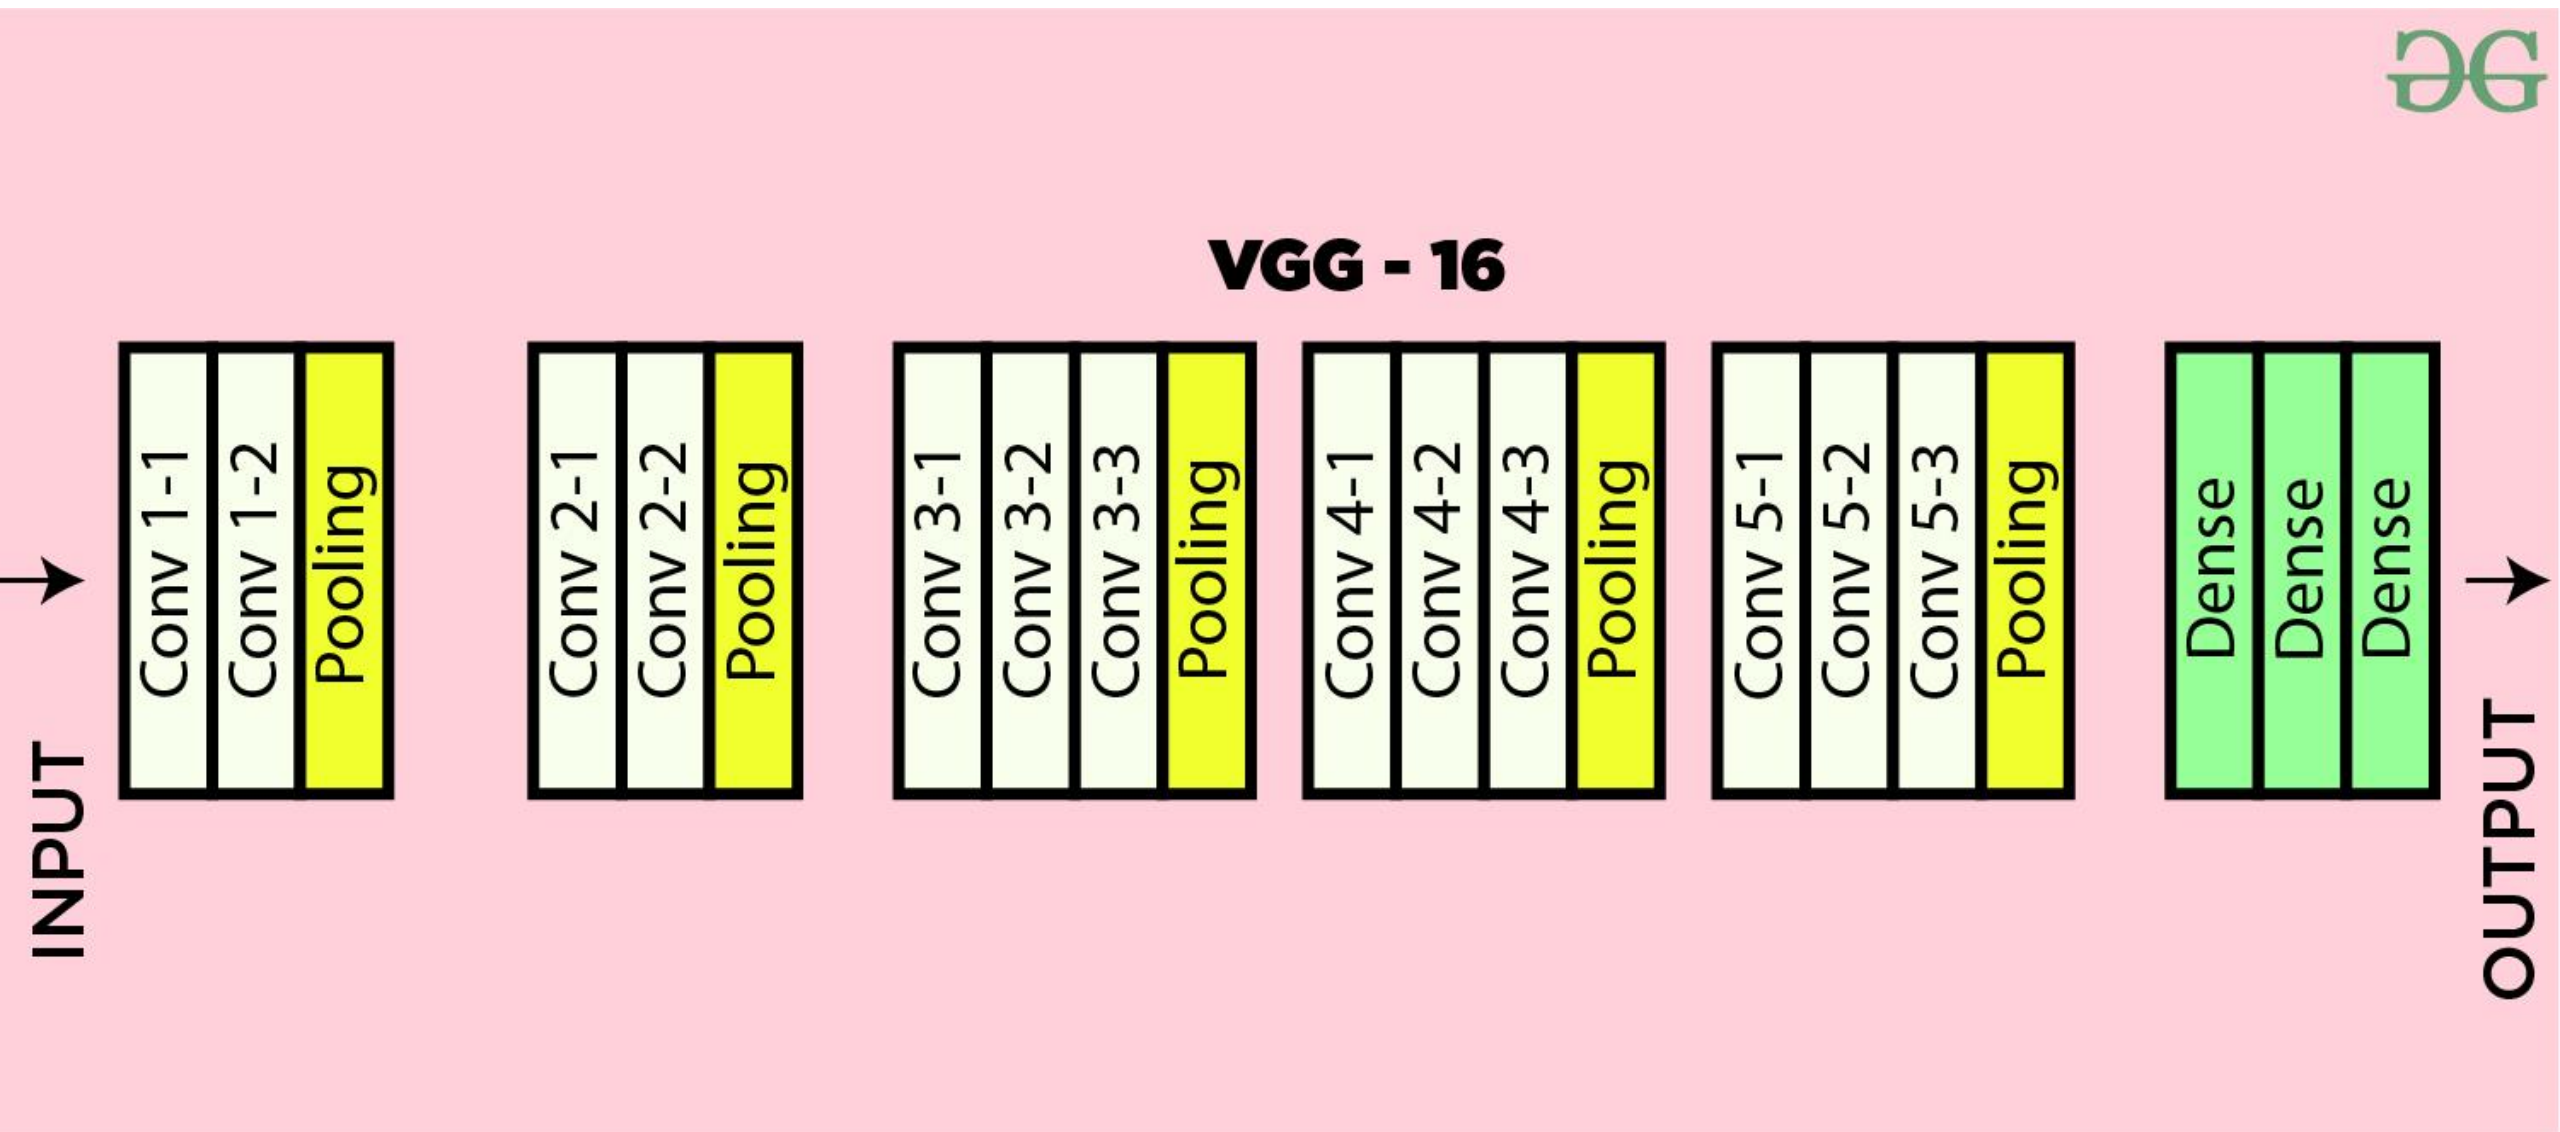 VGG - 16
INPUT
Conv 1-1
Conv 1-2
Pooling
Conv 2-1
Conv 2-2
Pooling
Conv 3-1
Conv 3-2
Conv 3-3
Pooling
Conv 4-1
Conv 4-2
Conv 4-3
Pooling
Conv 5-1
Conv 5-2
Conv 5-3
Pooling
Dense
Dense
Dense
OUTPUT